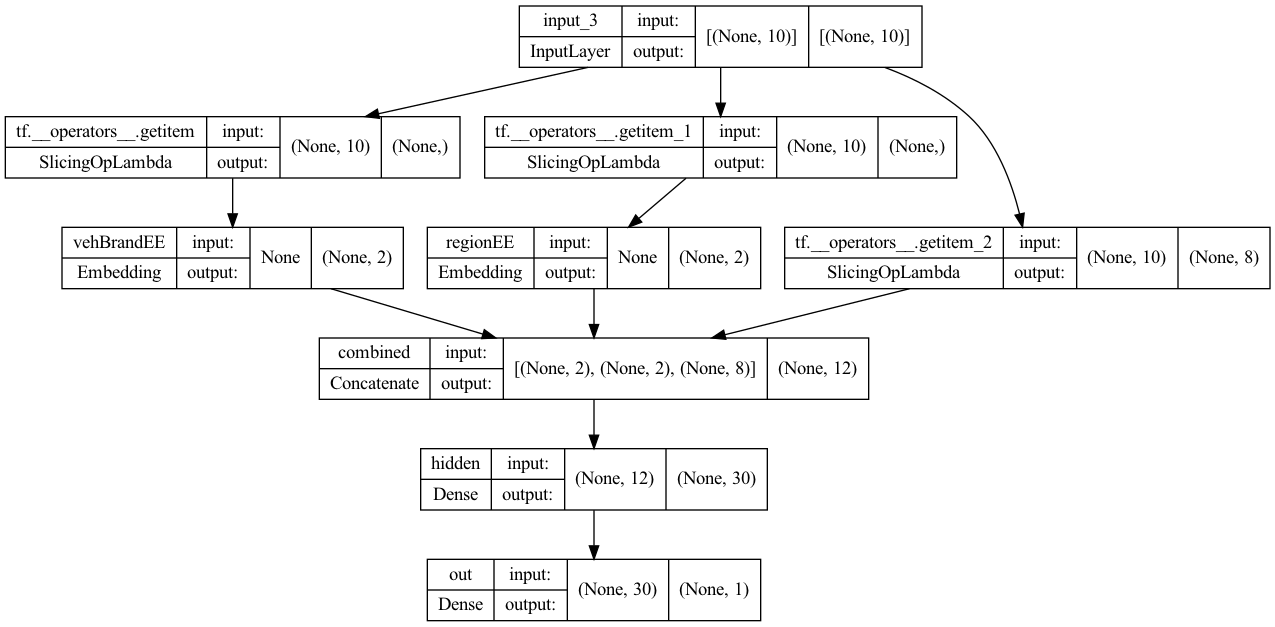 input_3 input: [(None, 10)] [(None, 10)]
InputLayer output:
tf.__operators__.getitem input: (None, 10) (None,)
SlicingOpLambda output:
tf.__operators__.getitem_1 input: (None, 10) (None,)
SlicingOpLambda output:
vehBrandEE input: None (None, 2)
Embedding output:
regionEE input: None (None, 2)
Embedding output:
tf.__operators__.getitem_2 input: (None, 10) (None, 8)
SlicingOpLambda output:
combined input: [(None, 2), (None, 2), (None, 8)] (None, 12)
Concatenate output:
hidden input: (None, 12) (None, 30)
Dense output:
out input: (None, 30) (None, 1)
Dense output: